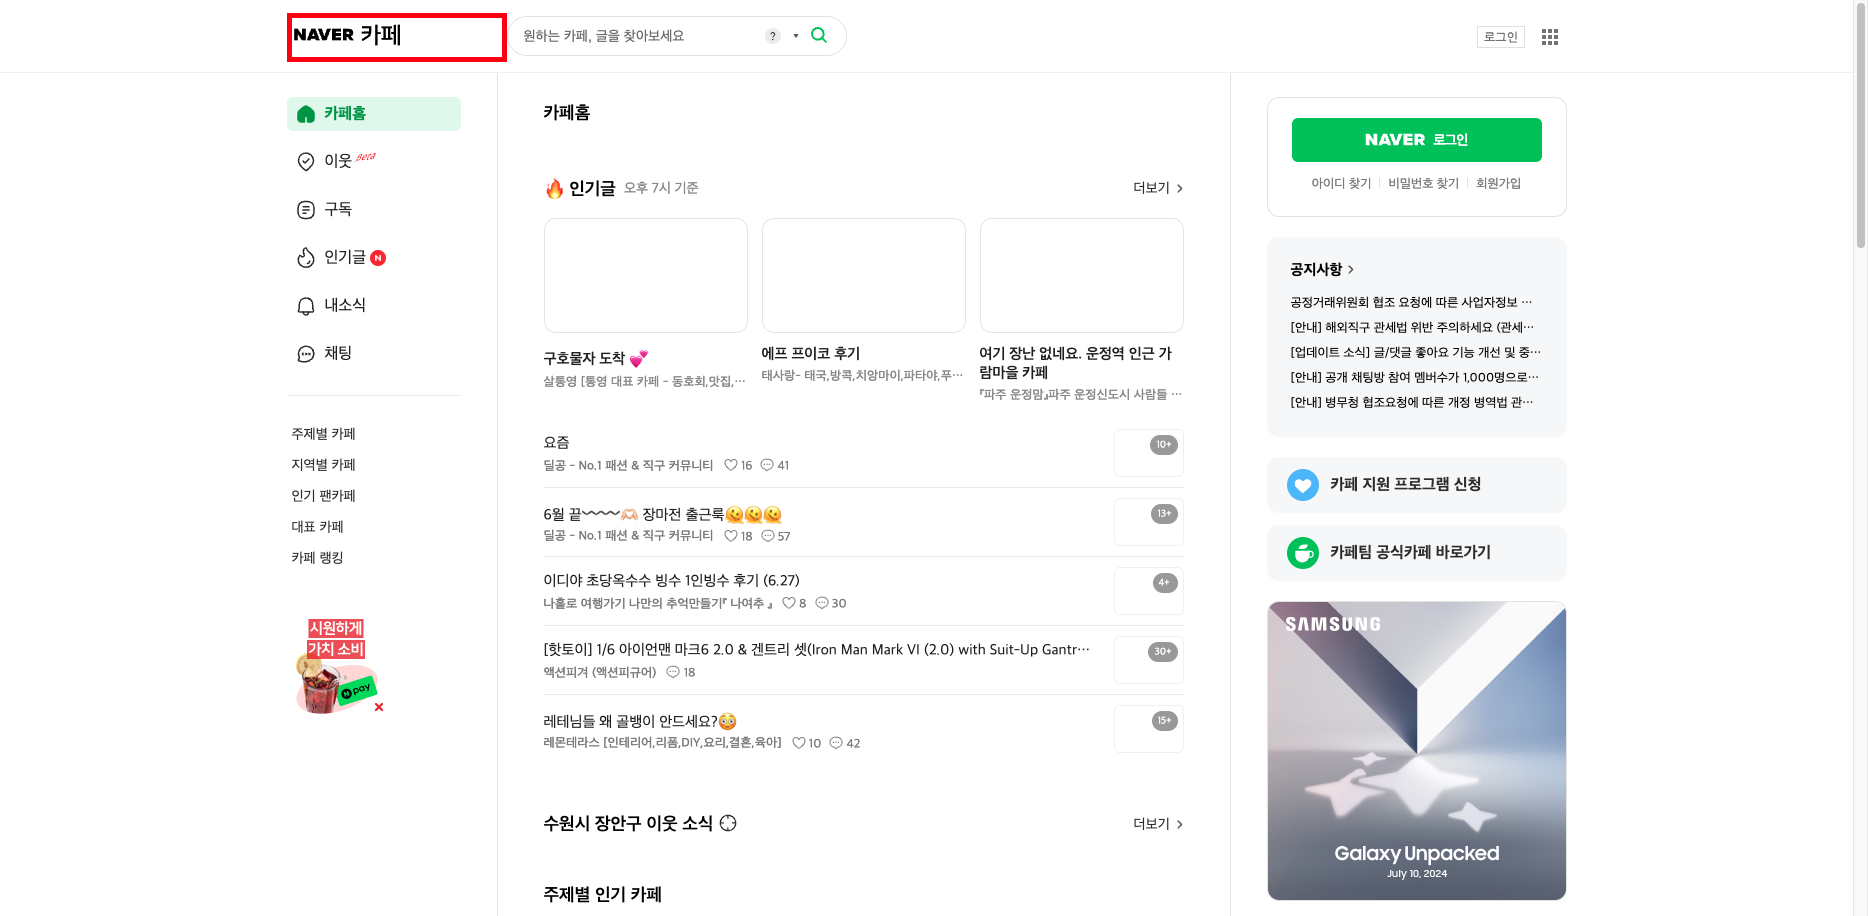 NAVER 카페
원하는 카페, 글을 찾아보세요
?
로그인
카페홈
이웃 Beta
구독
인기글 N
내소식
채팅
주제별 카페
지역별 카페
인기 팬카페
대표 카페
카페 랭킹
시원하게
가치 소비
N pay
카페홈
🔥 인기글 오후 7시 기준
더보기 >
구호물자 도착 💕
살통영 [통영 대표 카페 - 동호회,맛집,…
에프 프이코 후기
태사랑- 태국,방콕,치앙마이,파타야,푸…
여기 장난 없네요. 운정역 인근 가
람마을 카페
『파주 운정맘』파주 운정신도시 사람들 …
요즘
딜공 - No.1 패션 & 직구 커뮤니티 16 41
10+
6월 끝〰〰〰🫶🏻 장마전 출근룩🫠🫠🫠
딜공 - No.1 패션 & 직구 커뮤니티 18 57
13+
이디야 초당옥수수 빙수 1인빙수 후기 (6.27)
나홀로 여행가기 나만의 추억만들기『 나여추 』 8 30
4+
[핫토이] 1/6 아이언맨 마크6 2.0 & 겐트리 셋(Iron Man Mark VI (2.0) with Suit-Up Gantr…
액션피겨 (액션피규어) 18
30+
레테님들 왜 골뱅이 안드세요?😳
레몬테라스 [인테리어,리폼,DIY,요리,결혼,육아] 10 42
15+
수원시 장안구 이웃 소식
더보기 >
주제별 인기 카페
NAVER 로그인
아이디 찾기 | 비밀번호 찾기 | 회원가입
공지사항 >
공정거래위원회 협조 요청에 따른 사업자정보 …
[안내] 해외직구 관세법 위반 주의하세요 (관세…
[업데이트 소식] 글/댓글 좋아요 기능 개선 및 중…
[안내] 공개 채팅방 참여 멤버수가 1,000명으로…
[안내] 병무청 협조요청에 따른 개정 병역법 관…
카페 지원 프로그램 신청
카페팀 공식카페 바로가기
SAMSUNG
Galaxy Unpacked
July 10, 2024